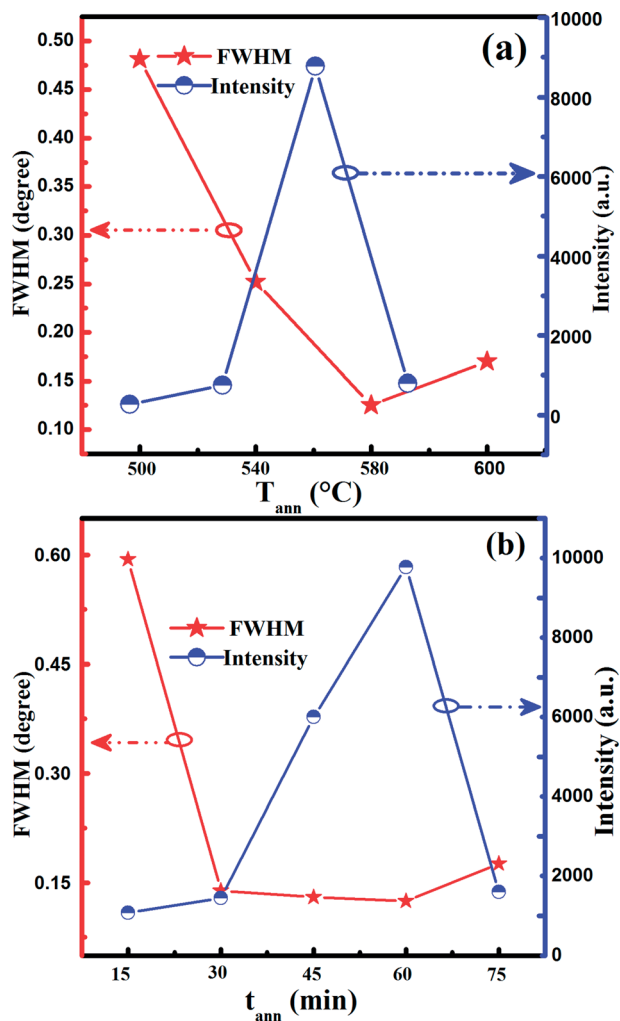 (a)
FWHM
Intensity
FWHM (degree)
0.50
0.45
0.40
0.35
0.30
0.25
0.20
0.15
0.10
10000
8000
6000
4000
2000
0
Intensity (a.u.)
500 540 580 600
T_ann (°C)
(b)
FWHM
Intensity
FWHM (degree)
0.60
0.45
0.30
0.15
10000
8000
6000
4000
2000
0
Intensity (a.u.)
15 30 45 60 75
t_ann (min)